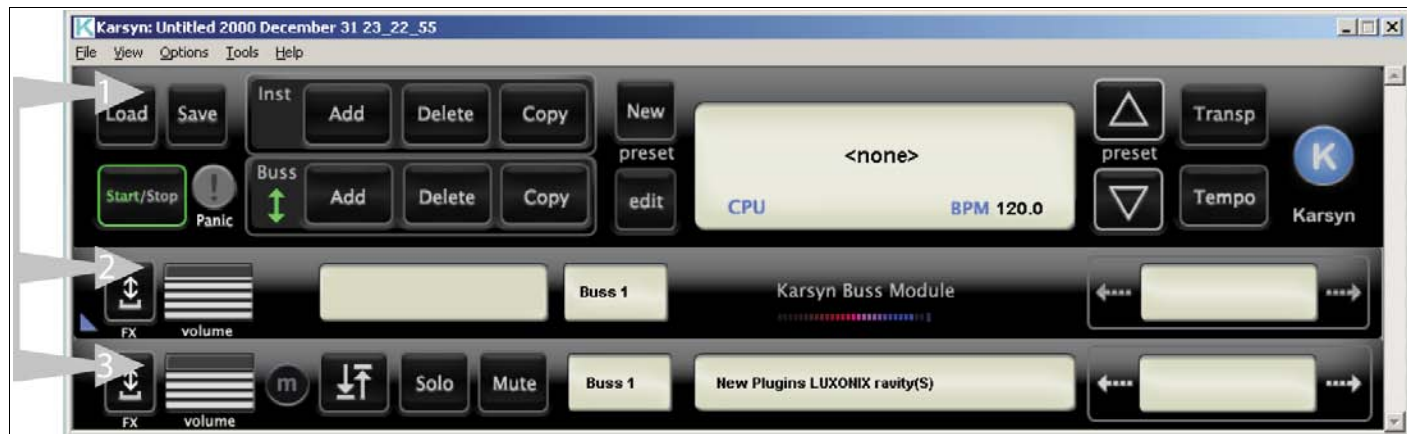 Karsyn: Untitled 2000 December 31 23_22_55
File View Options Tools Help
1
Load Save
Inst Add Delete Copy
New
preset
edit
<none>
CPU BPM 120.0
preset
Transp
Tempo
K
Karsyn
Start/Stop
! Panic
Buss Add Delete Copy
2
FX volume
Buss 1
Karsyn Buss Module
3
FX volume
m
Solo Mute
Buss 1
New Plugins LUXONIX ravity(S)